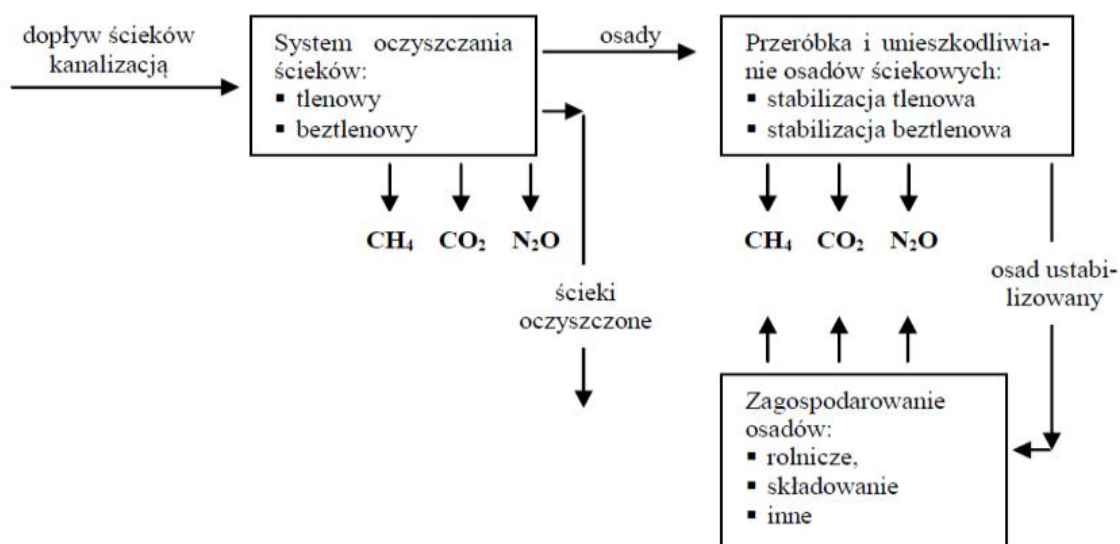 dopływ ścieków
kanalizacją
System oczyszczania
ścieków:
▪ tlenowy
▪ beztlenowy
osady
Przeróbka i unieszkodliwia-
nie osadów ściekowych:
▪ stabilizacja tlenowa
▪ stabilizacja beztlenowa
CH₄ CO₂ N₂O
ścieki
oczyszczone
CH₄ CO₂ N₂O
osad ustabi-
lizowany
Zagospodarowanie
osadów:
▪ rolnicze,
▪ składowanie
▪ inne